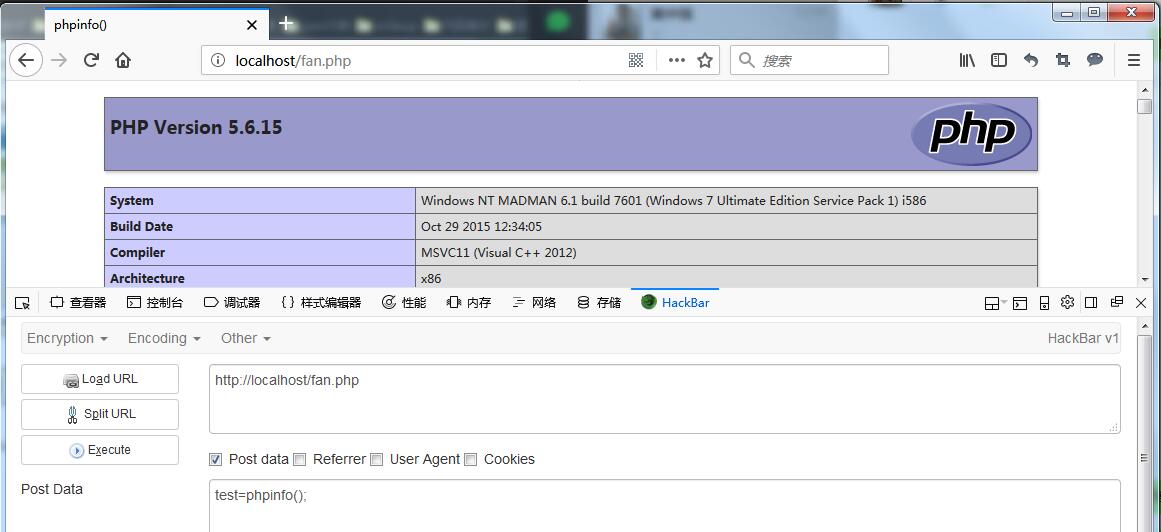 phpinfo()
localhost/fan.php
搜索
PHP Version 5.6.15
php
System Windows NT MADMAN 6.1 build 7601 (Windows 7 Ultimate Edition Service Pack 1) i586
Build Date Oct 29 2015 12:34:05
Compiler MSVC11 (Visual C++ 2012)
Architecture x86
查看器 控制台 调试器 {} 样式编辑器 性能 内存 网络 存储 HackBar
Encryption Encoding Other HackBar v1
Load URL http://localhost/fan.php
Split URL
Execute
Post data Referrer User Agent Cookies
Post Data test=phpinfo();